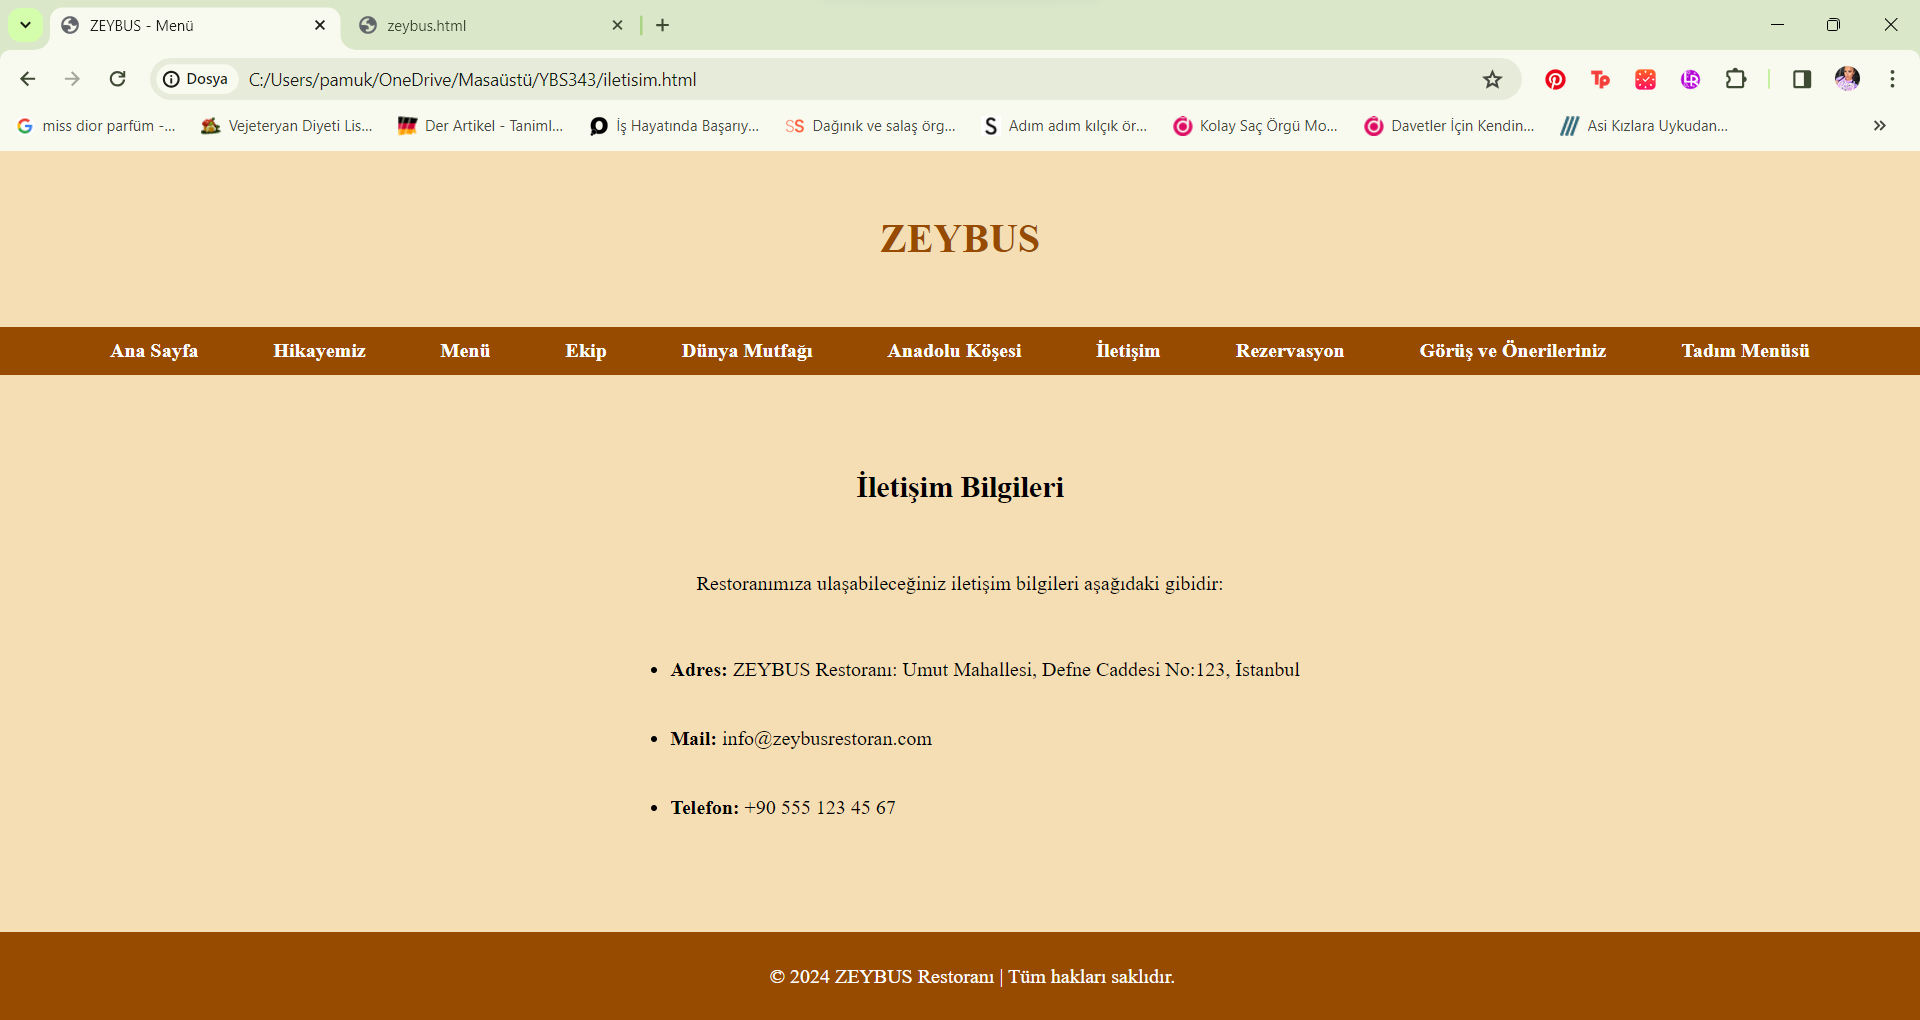 ZEYBUS - Menü
zeybus.html
Dosya C:/Users/pamuk/OneDrive/Masaüstü/YBS343/iletisim.html
miss dior parfüm -... Vejeteryan Diyeti Lis... Der Artikel - Taniml... İş Hayatında Başarıy... SS Dağınık ve salaş örg... S Adım adım kılçık ör... Kolay Saç Örgü Mo... Davetler İçin Kendin... Asi Kızlara Uykudan...
ZEYBUS
Ana Sayfa Hikayemiz Menü Ekip Dünya Mutfağı Anadolu Köşesi İletişim Rezervasyon Görüş ve Önerileriniz Tadım Menüsü
İletişim Bilgileri
Restoranımıza ulaşabileceğiniz iletişim bilgileri aşağıdaki gibidir:
• Adres: ZEYBUS Restoranı: Umut Mahallesi, Defne Caddesi No:123, İstanbul
• Mail: info@zeybusrestoran.com
• Telefon: +90 555 123 45 67
© 2024 ZEYBUS Restoranı | Tüm hakları saklıdır.